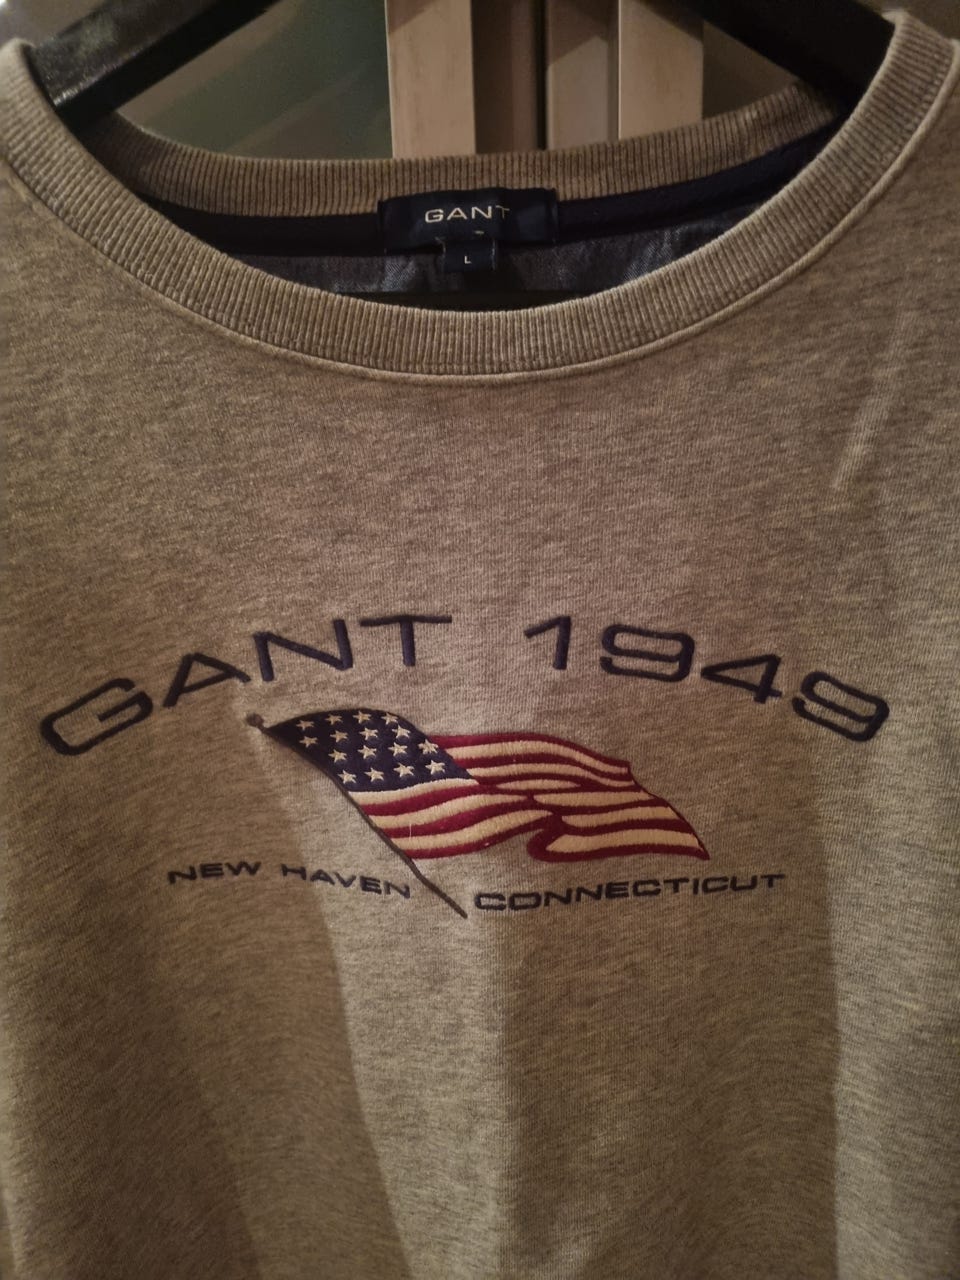 GANT
L
GANT 1949
NEW HAVEN CONNECTICUT